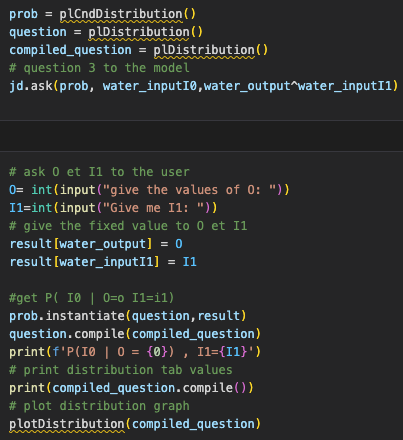 prob = plCndDistribution()
question = plDistribution()
compiled_question = plDistribution()
# question 3 to the model
jd.ask(prob, water_inputI0,water_output^water_inputI1)
# ask O et I1 to the user
O= int(input("give the values of O: "))
I1=int(input("Give me I1: "))
# give the fixed value to O et I1
result[water_output] = O
result[water_inputI1] = I1
#get P( I0 | O=o I1=i1)
prob.instantiate(question,result)
question.compile(compiled_question)
print(f'P(I0 | O = {0}) , I1={I1}')
# print distribution tab values
print(compiled_question.compile())
# plot distribution graph
plotDistribution(compiled_question)